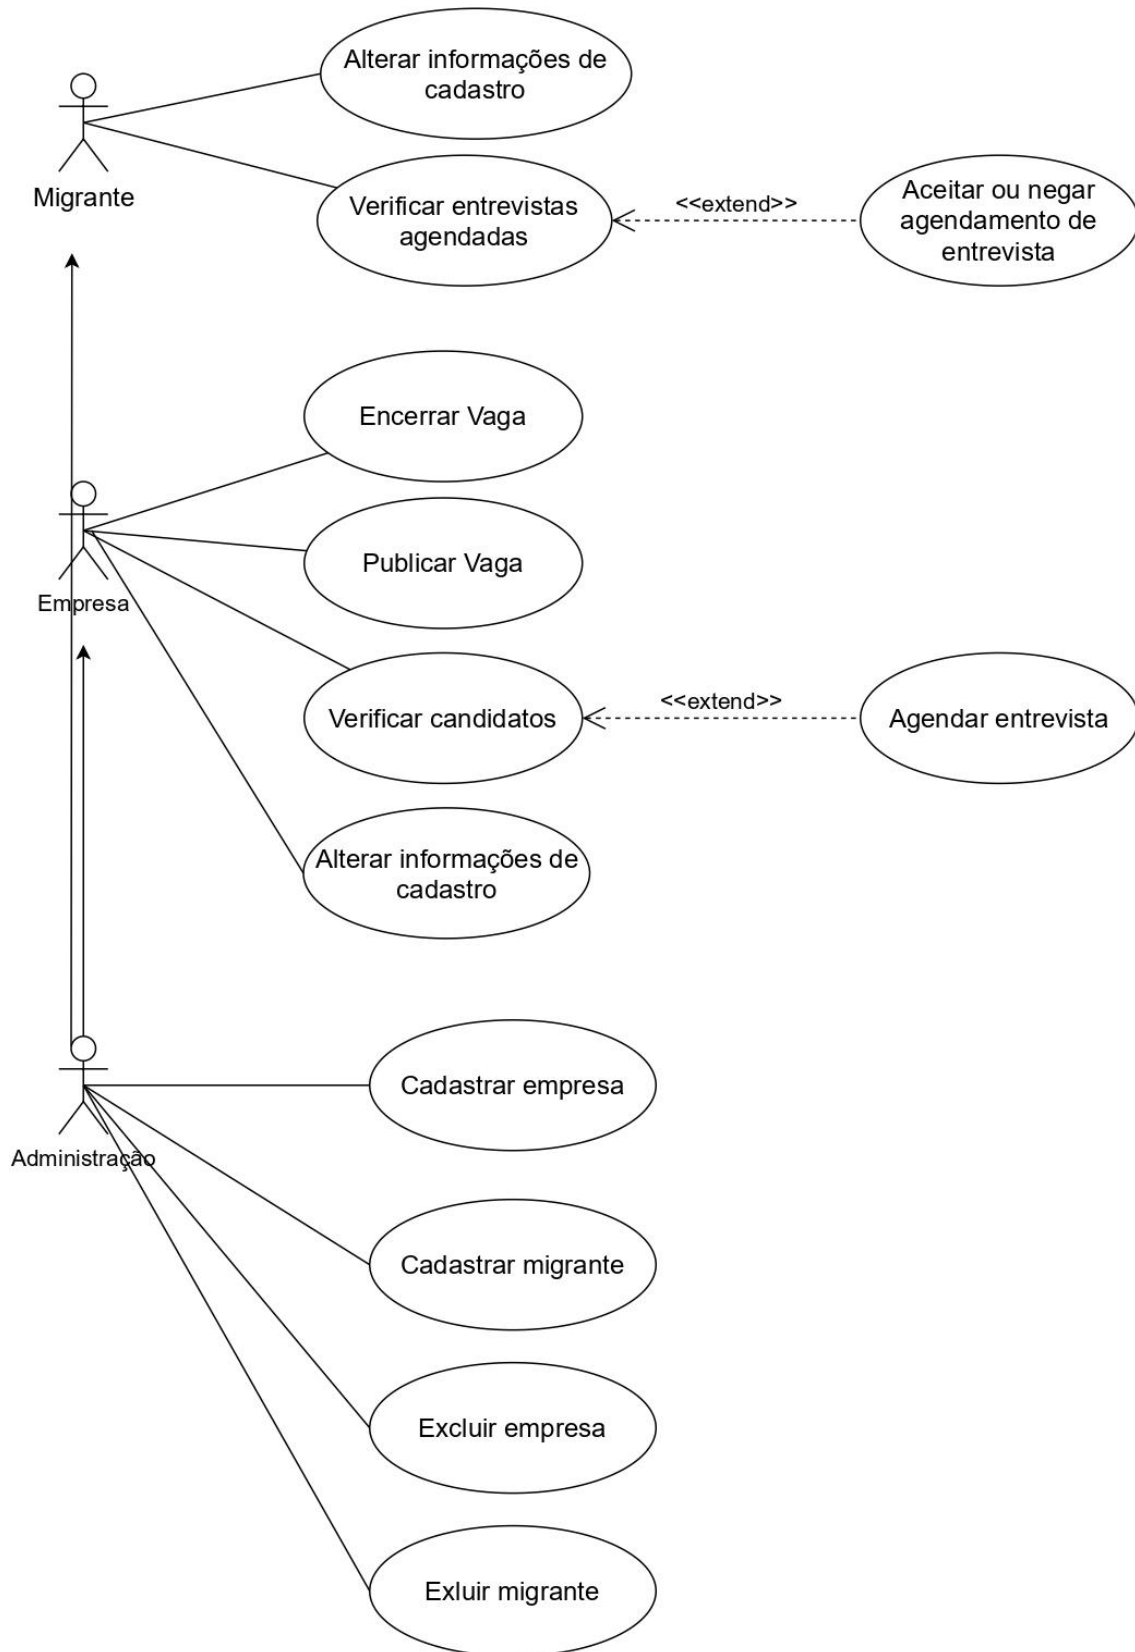 Alterar informações de
cadastro
Migrante
Verificar entrevistas
agendadas
<<extend>>
Aceitar ou negar
agendamento de
entrevista
Encerrar Vaga
Publicar Vaga
Empresa
Verificar candidatos
<<extend>>
Agendar entrevista
Alterar informações de
cadastro
Cadastrar empresa
Administração
Cadastrar migrante
Excluir empresa
Exluir migrante